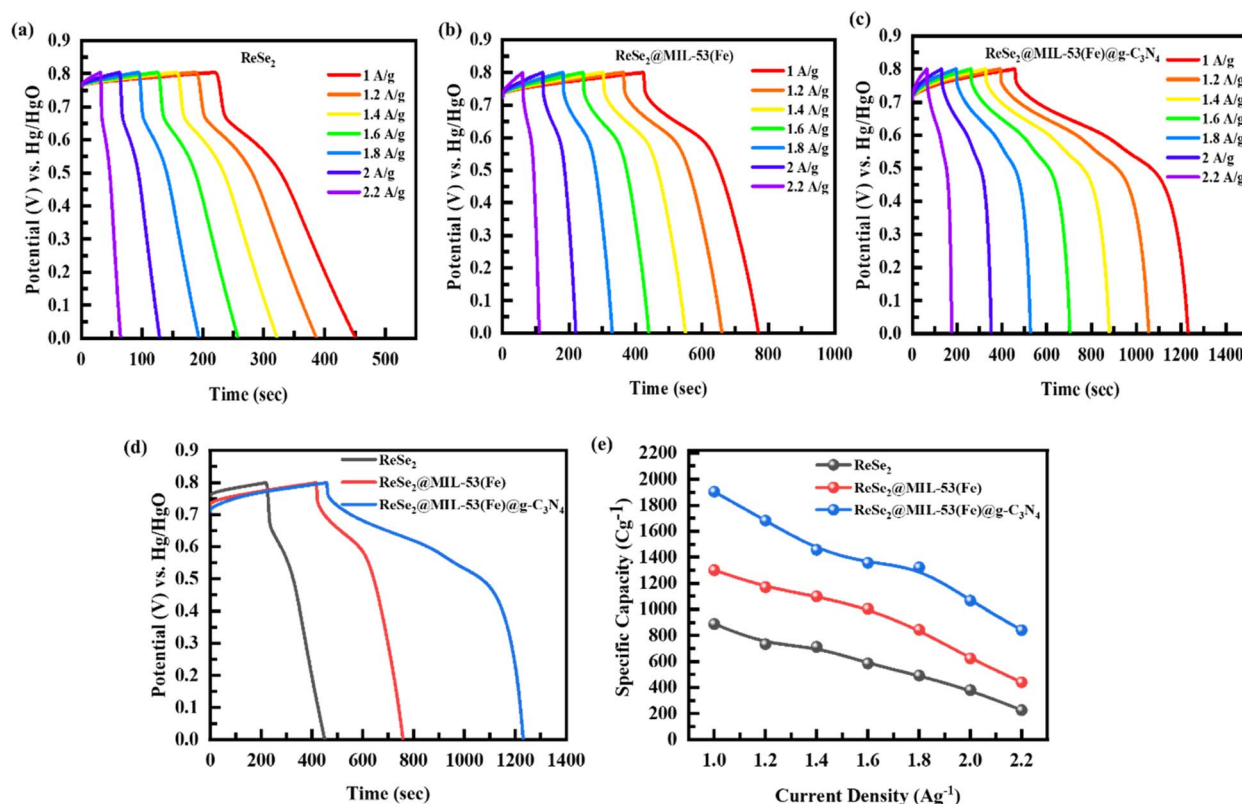 (a)
ReSe₂
1 A/g
1.2 A/g
1.4 A/g
1.6 A/g
1.8 A/g
2 A/g
2.2 A/g
0.9
0.8
0.7
0.6
0.5
0.4
0.3
0.2
0.1
0.0
Potential (V) vs. Hg/HgO
0 100 200 300 400 500
Time (sec)
(b)
ReSe₂@MIL-53(Fe)
1 A/g
1.2 A/g
1.4 A/g
1.6 A/g
1.8 A/g
2 A/g
2.2 A/g
0.9
0.8
0.7
0.6
0.5
0.4
0.3
0.2
0.1
0.0
Potential (V) vs. Hg/HgO
0 200 400 600 800 1000
Time (sec)
(c)
ReSe₂@MIL-53(Fe)@g-C₃N₄
1 A/g
1.2 A/g
1.4 A/g
1.6 A/g
1.8 A/g
2 A/g
2.2 A/g
0.9
0.8
0.7
0.6
0.5
0.4
0.3
0.2
0.1
0.0
Potential (V) vs. Hg/HgO
0 200 400 600 800 1000 1200 1400
Time (sec)
(d)
ReSe₂
ReSe₂@MIL-53(Fe)
ReSe₂@MIL-53(Fe)@g-C₃N₄
0.9
0.8
0.7
0.6
0.5
0.4
0.3
0.2
0.1
0.0
Potential (V) vs. Hg/HgO
0 200 400 600 800 1000 1200 1400
Time (sec)
(e)
ReSe₂
ReSe₂@MIL-53(Fe)
ReSe₂@MIL-53(Fe)@g-C₃N₄
2200
2000
1800
1600
1400
1200
1000
800
600
400
200
0
Specific Capacity (Cg⁻¹)
1.0 1.2 1.4 1.6 1.8 2.0 2.2
Current Density (Ag⁻¹)